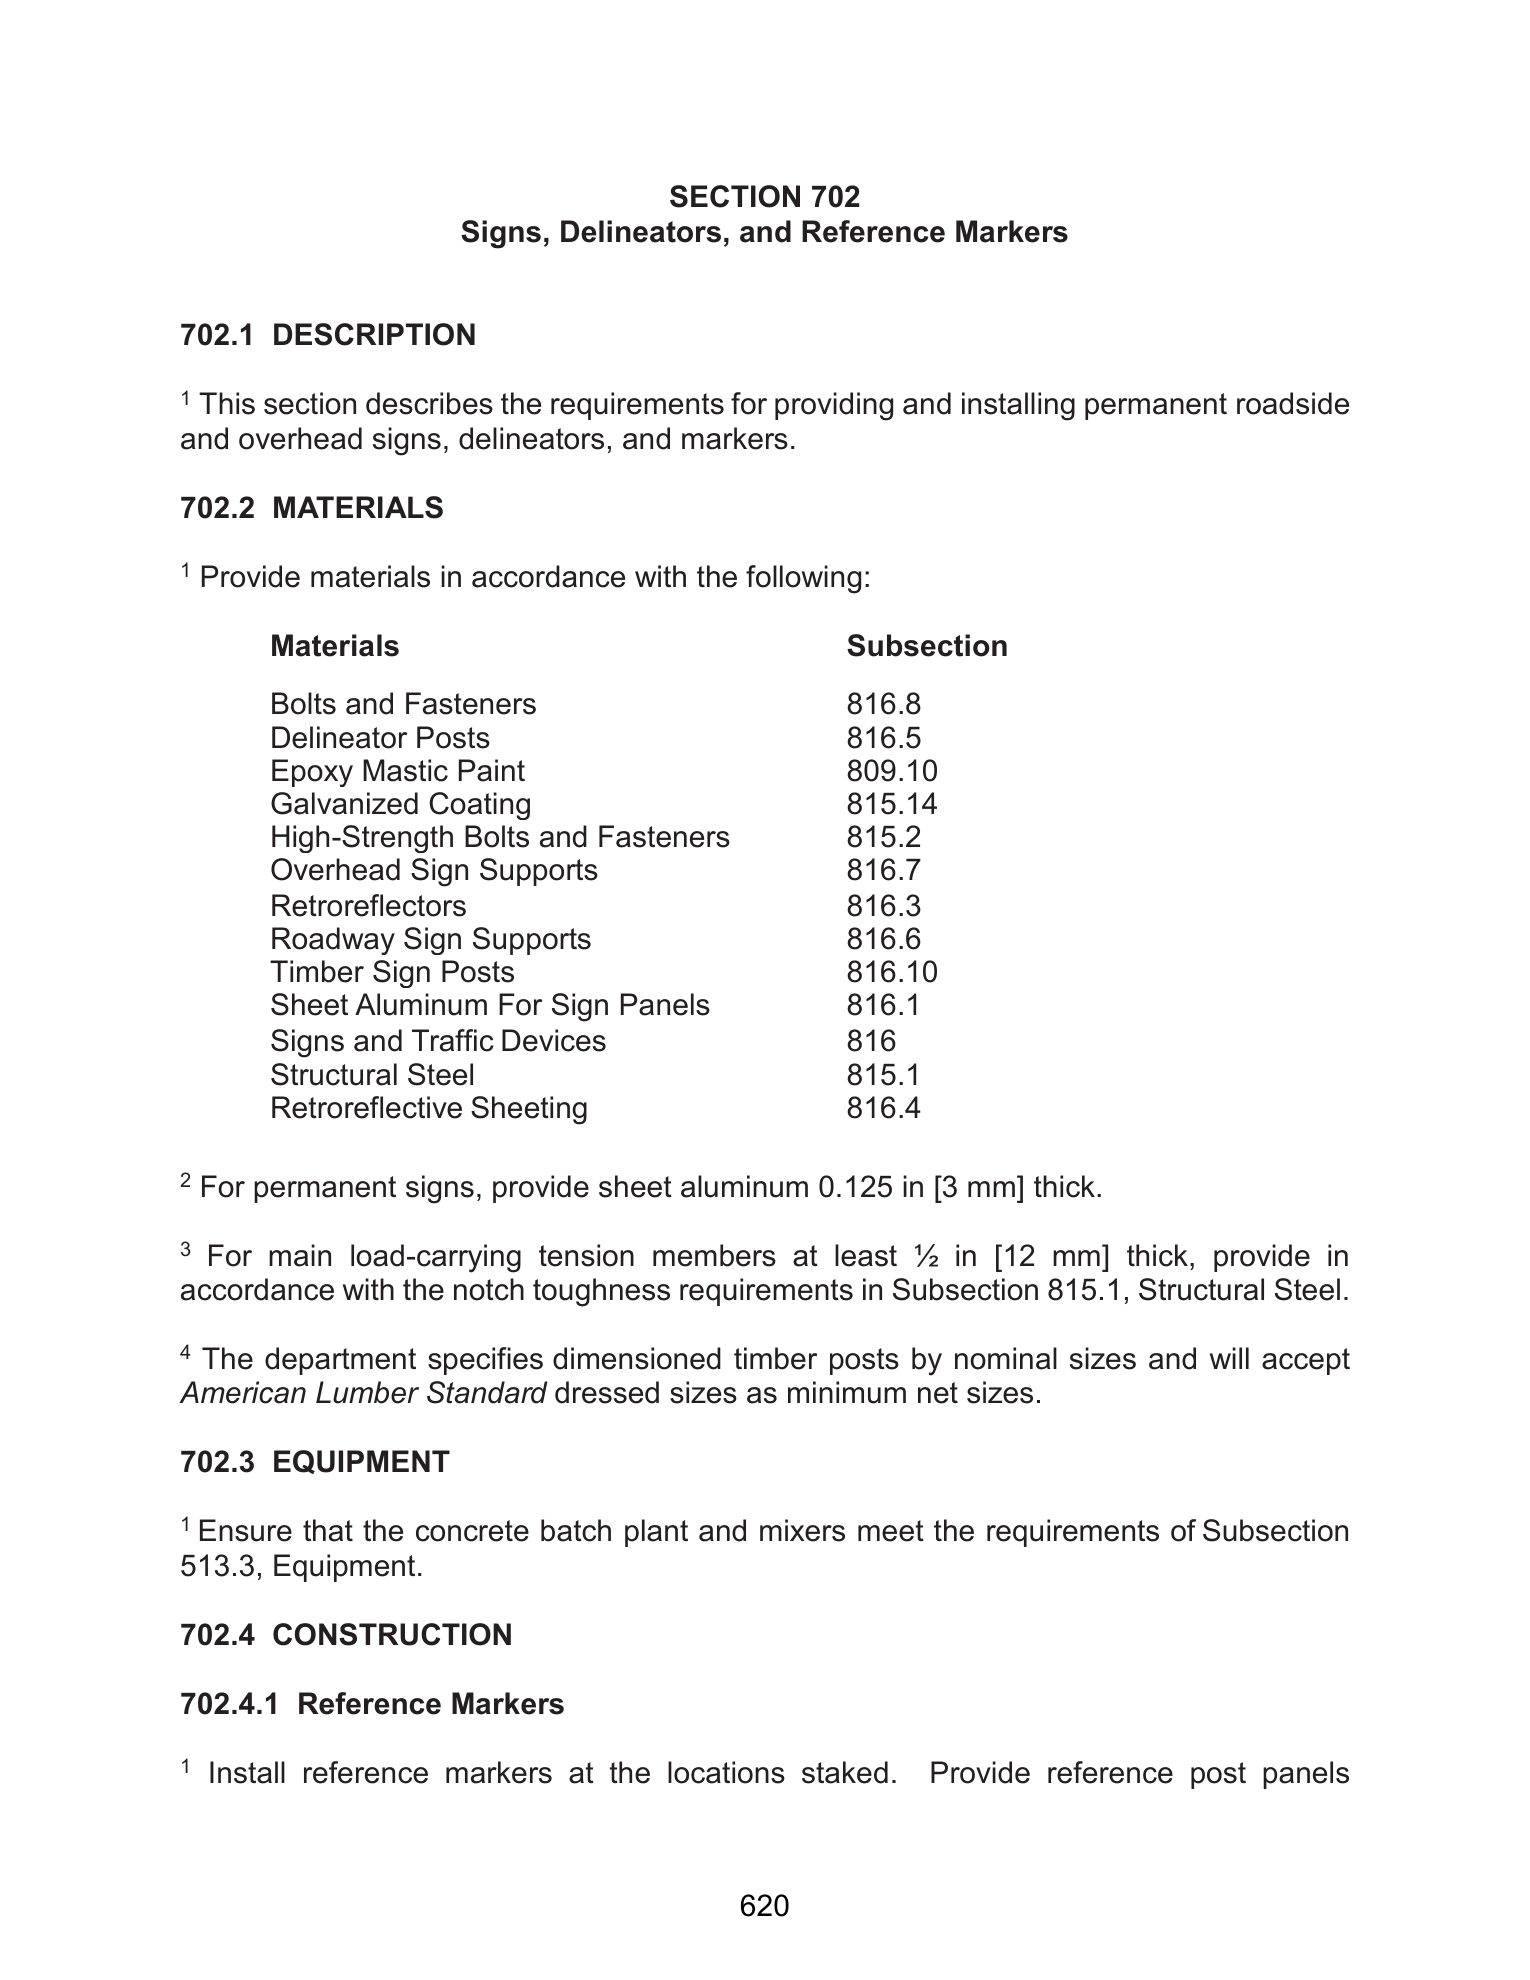 SECTION 702
Signs, Delineators, and Reference Markers
702.1 DESCRIPTION
1 This section describes the requirements for providing and installing permanent roadside
and overhead signs, delineators, and markers.
702.2 MATERIALS
1 Provide materials in accordance with the following:
Materials Subsection
Bolts and Fasteners 816.8
Delineator Posts 816.5
Epoxy Mastic Paint 809.10
Galvanized Coating 815.14
High-Strength Bolts and Fasteners 815.2
Overhead Sign Supports 816.7
Retroreflectors 816.3
Roadway Sign Supports 816.6
Timber Sign Posts 816.10
Sheet Aluminum For Sign Panels 816.1
Signs and Traffic Devices 816
Structural Steel 815.1
Retroreflective Sheeting 816.4
2 For permanent signs, provide sheet aluminum 0.125 in [3 mm] thick.
3 For main load-carrying tension members at least ½ in [12 mm] thick, provide in
accordance with the notch toughness requirements in Subsection 815.1, Structural Steel.
4 The department specifies dimensioned timber posts by nominal sizes and will accept
American Lumber Standard dressed sizes as minimum net sizes.
702.3 EQUIPMENT
1 Ensure that the concrete batch plant and mixers meet the requirements of Subsection
513.3, Equipment.
702.4 CONSTRUCTION
702.4.1 Reference Markers
1 Install reference markers at the locations staked. Provide reference post panels
620